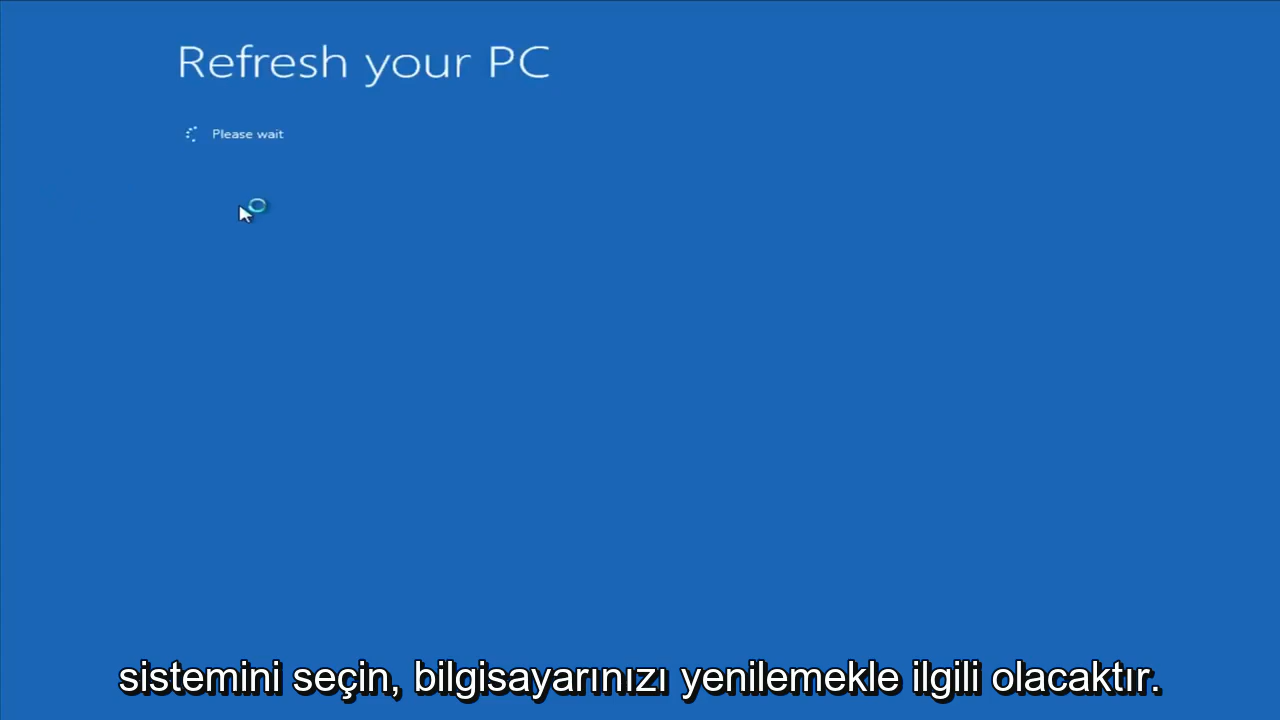 Refresh your PC
Please wait
sistemini seçin, bilgisayarınızı yenilemekle ilgili olacaktır.